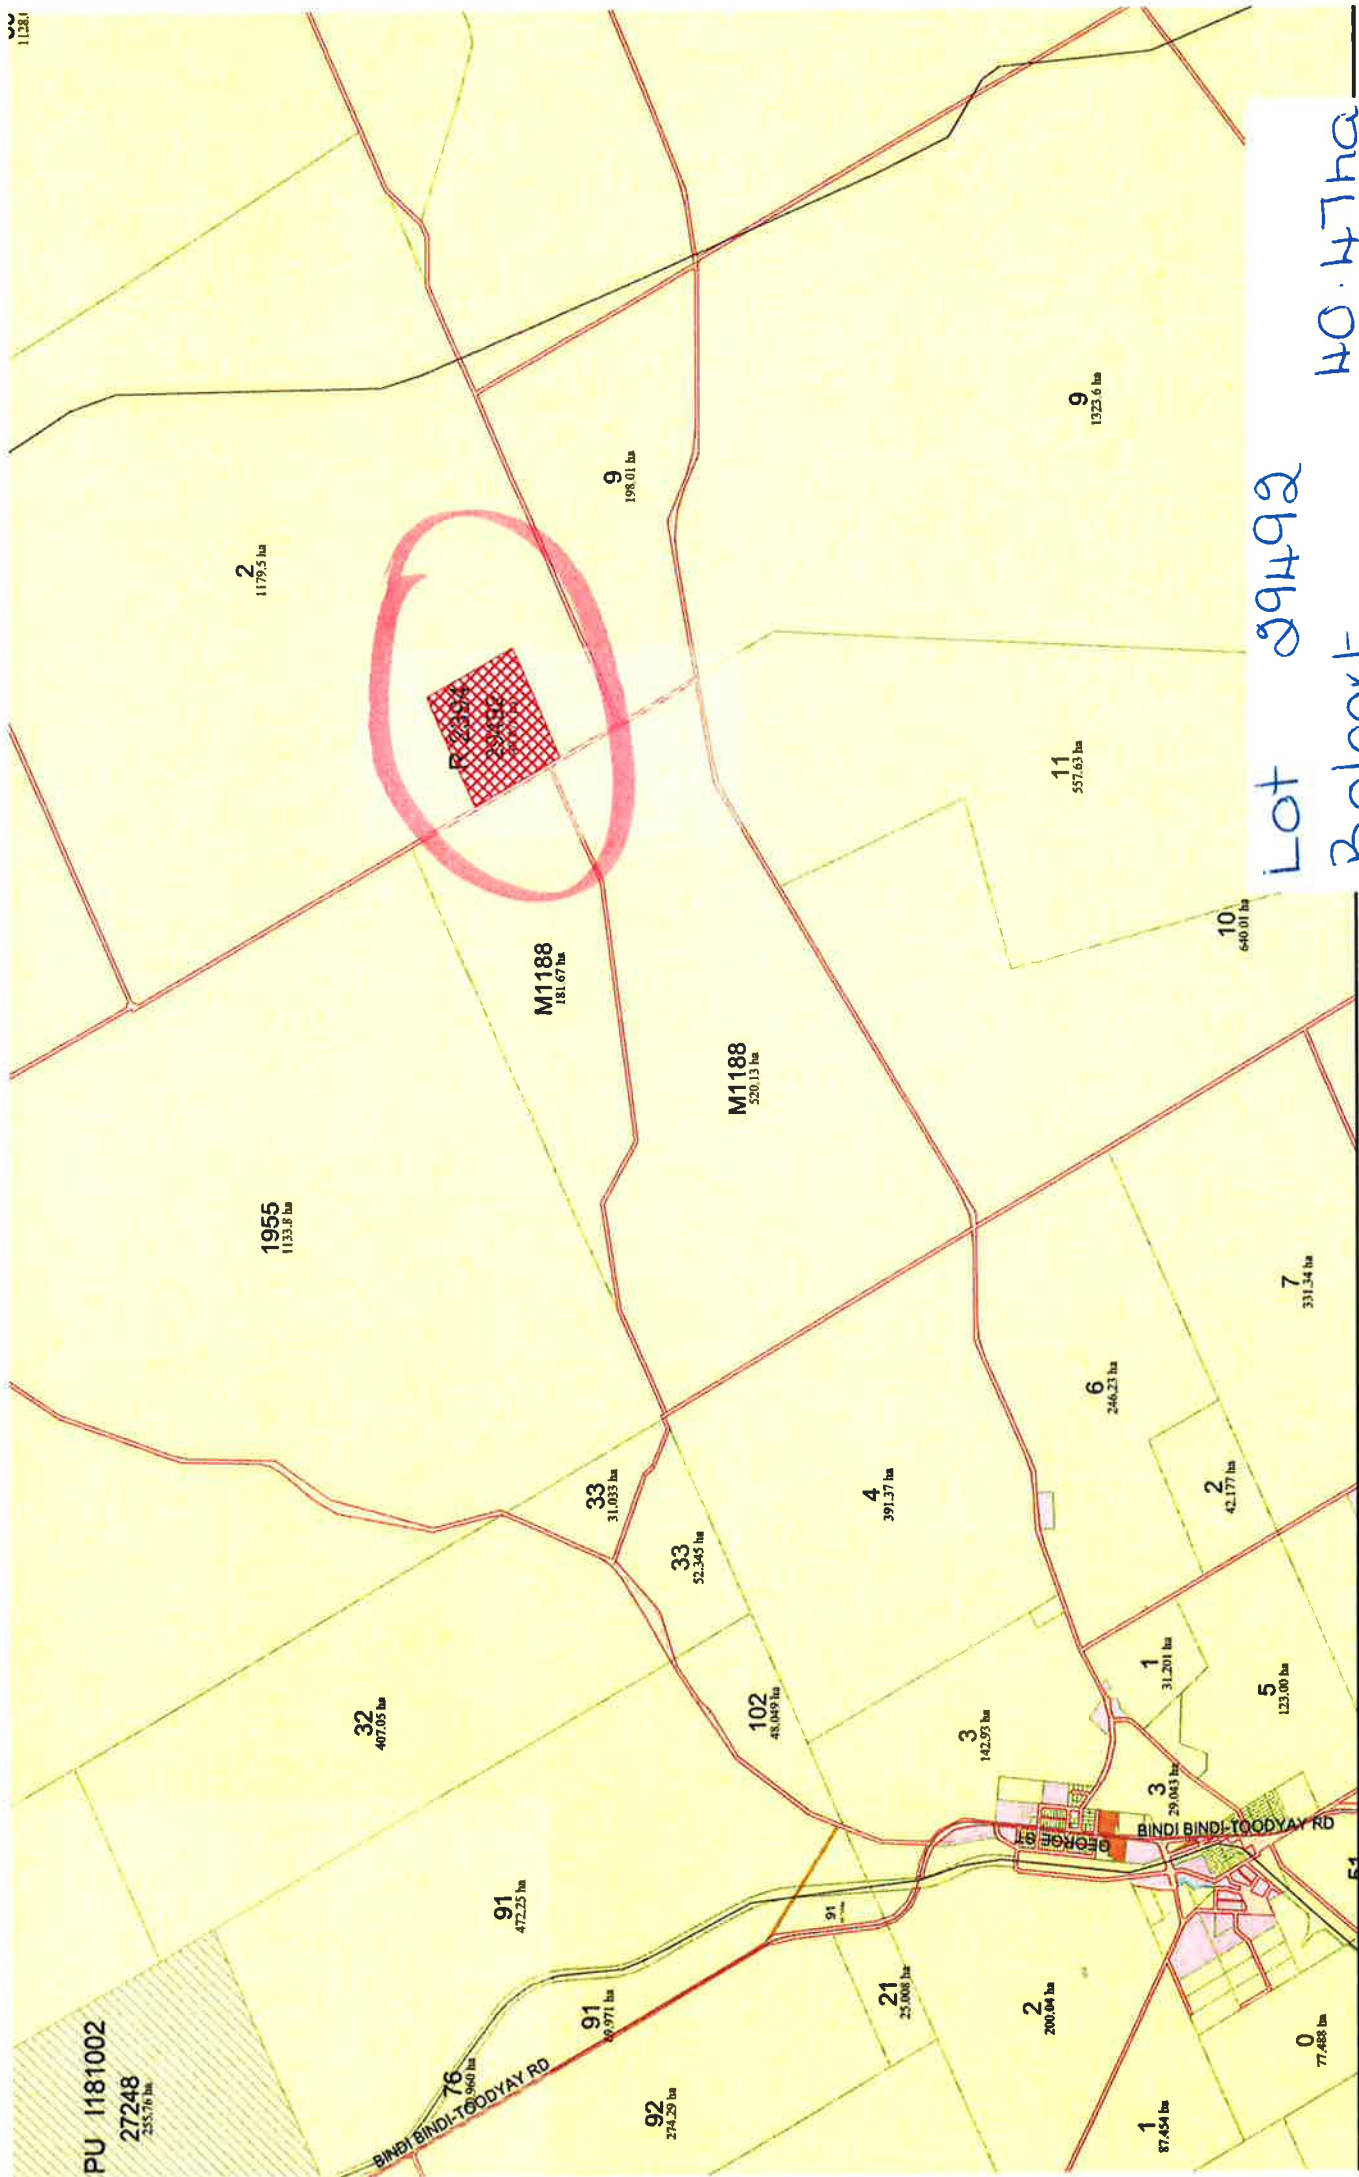 1128.1
2
1179.5 ha
9
198.01 ha
9
1323.6 ha
R 2394
29492
11
557.63 ha
10
640.01 ha
M1188
181.67 ha
M1188
520.13 ha
1955
1133.8 ha
7
331.34 ha
6
246.23 ha
2
42.177 ha
4
391.37 ha
33
31.033 ha
33
52.345 ha
32
407.05 ha
102
48.049 ha
3
142.93 ha
1
31.201 ha
5
123.00 ha
3
29.043 ha
GEORGE ST
BINDI BINDI-TOODYAY RD
51
91
472.25 ha
91
91
76
BINDI BINDI-TOODYAY RD
21
25.008 ha
2
200.04 ha
0
77.488 ha
1
87.454 ha
92
274.29 ha
PU I181002
27248
255.76 ha
Lot 29492 40.47ha